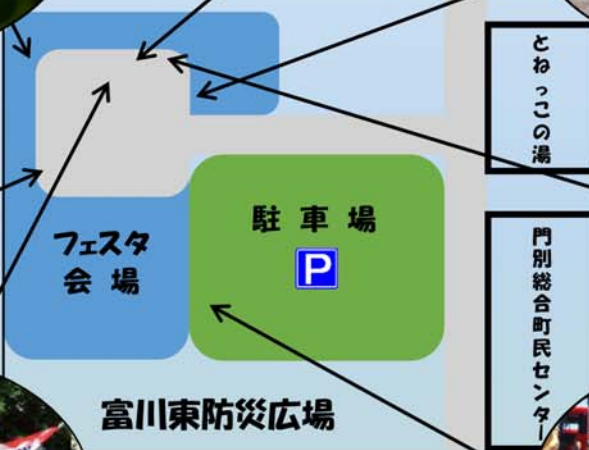 とねっこの湯
フェスタ
会場
駐車場
P
門別総合町民センター
富川東防災広場